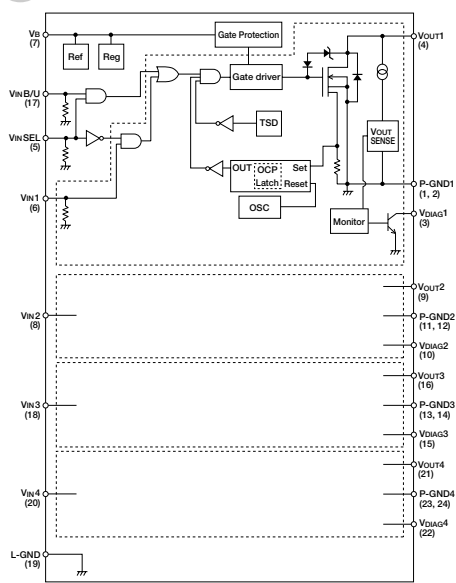 VB
(7)
Gate Protection
VOUT1
(4)
Ref
Reg
Gate driver
VINB/U
(17)
TSD
VOUT
SENSE
VINSEL
(5)
OUT
OCP
Latch
Set
Reset
OSC
VIN1
(6)
P-GND1
(1, 2)
Monitor
VDIAG1
(3)
VOUT2
(9)
VIN2
(8)
P-GND2
(11, 12)
VDIAG2
(10)
VOUT3
(16)
VIN3
(18)
P-GND3
(13, 14)
VDIAG3
(15)
VOUT4
(21)
VIN4
(20)
P-GND4
(23, 24)
VDIAG4
(22)
L-GND
(19)